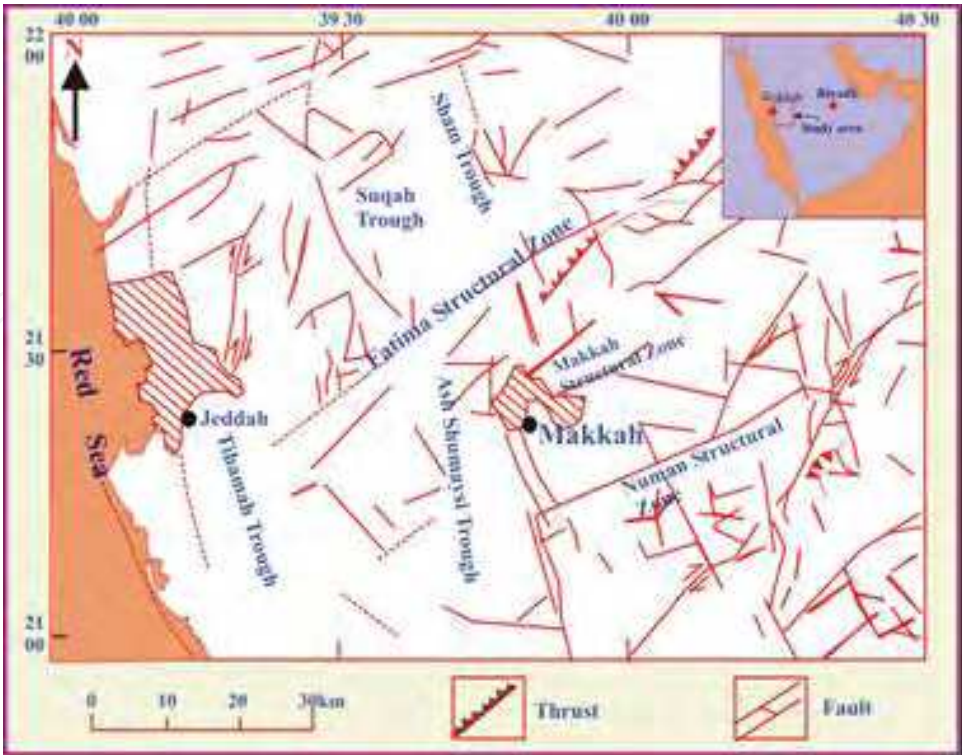 40 00
39 30
40 00
40 30
22
00
N
Riyadh
Study area
Sham Trough
Suqah
Trough
Fatima Structural Zone
21
30
Red Sea
Makkah
Structural Zone
Jeddah
Makkah
Ash Shumaysi Trough
Tihamah Trough
Numan Structural
Zone
21
00
0
10
20
30km
Thrust
Fault